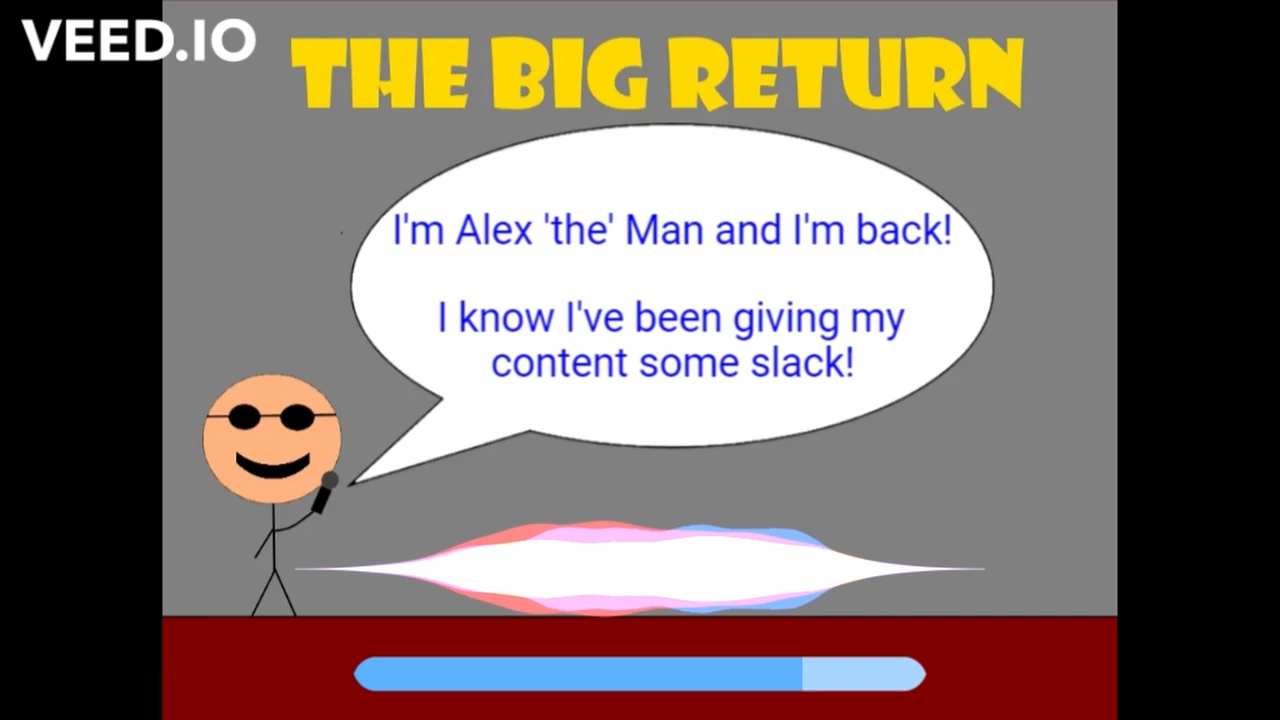 VEED.IO
THE BIG RETURN
I'm Alex 'the' Man and I'm back!
I know I've been giving my
content some slack!